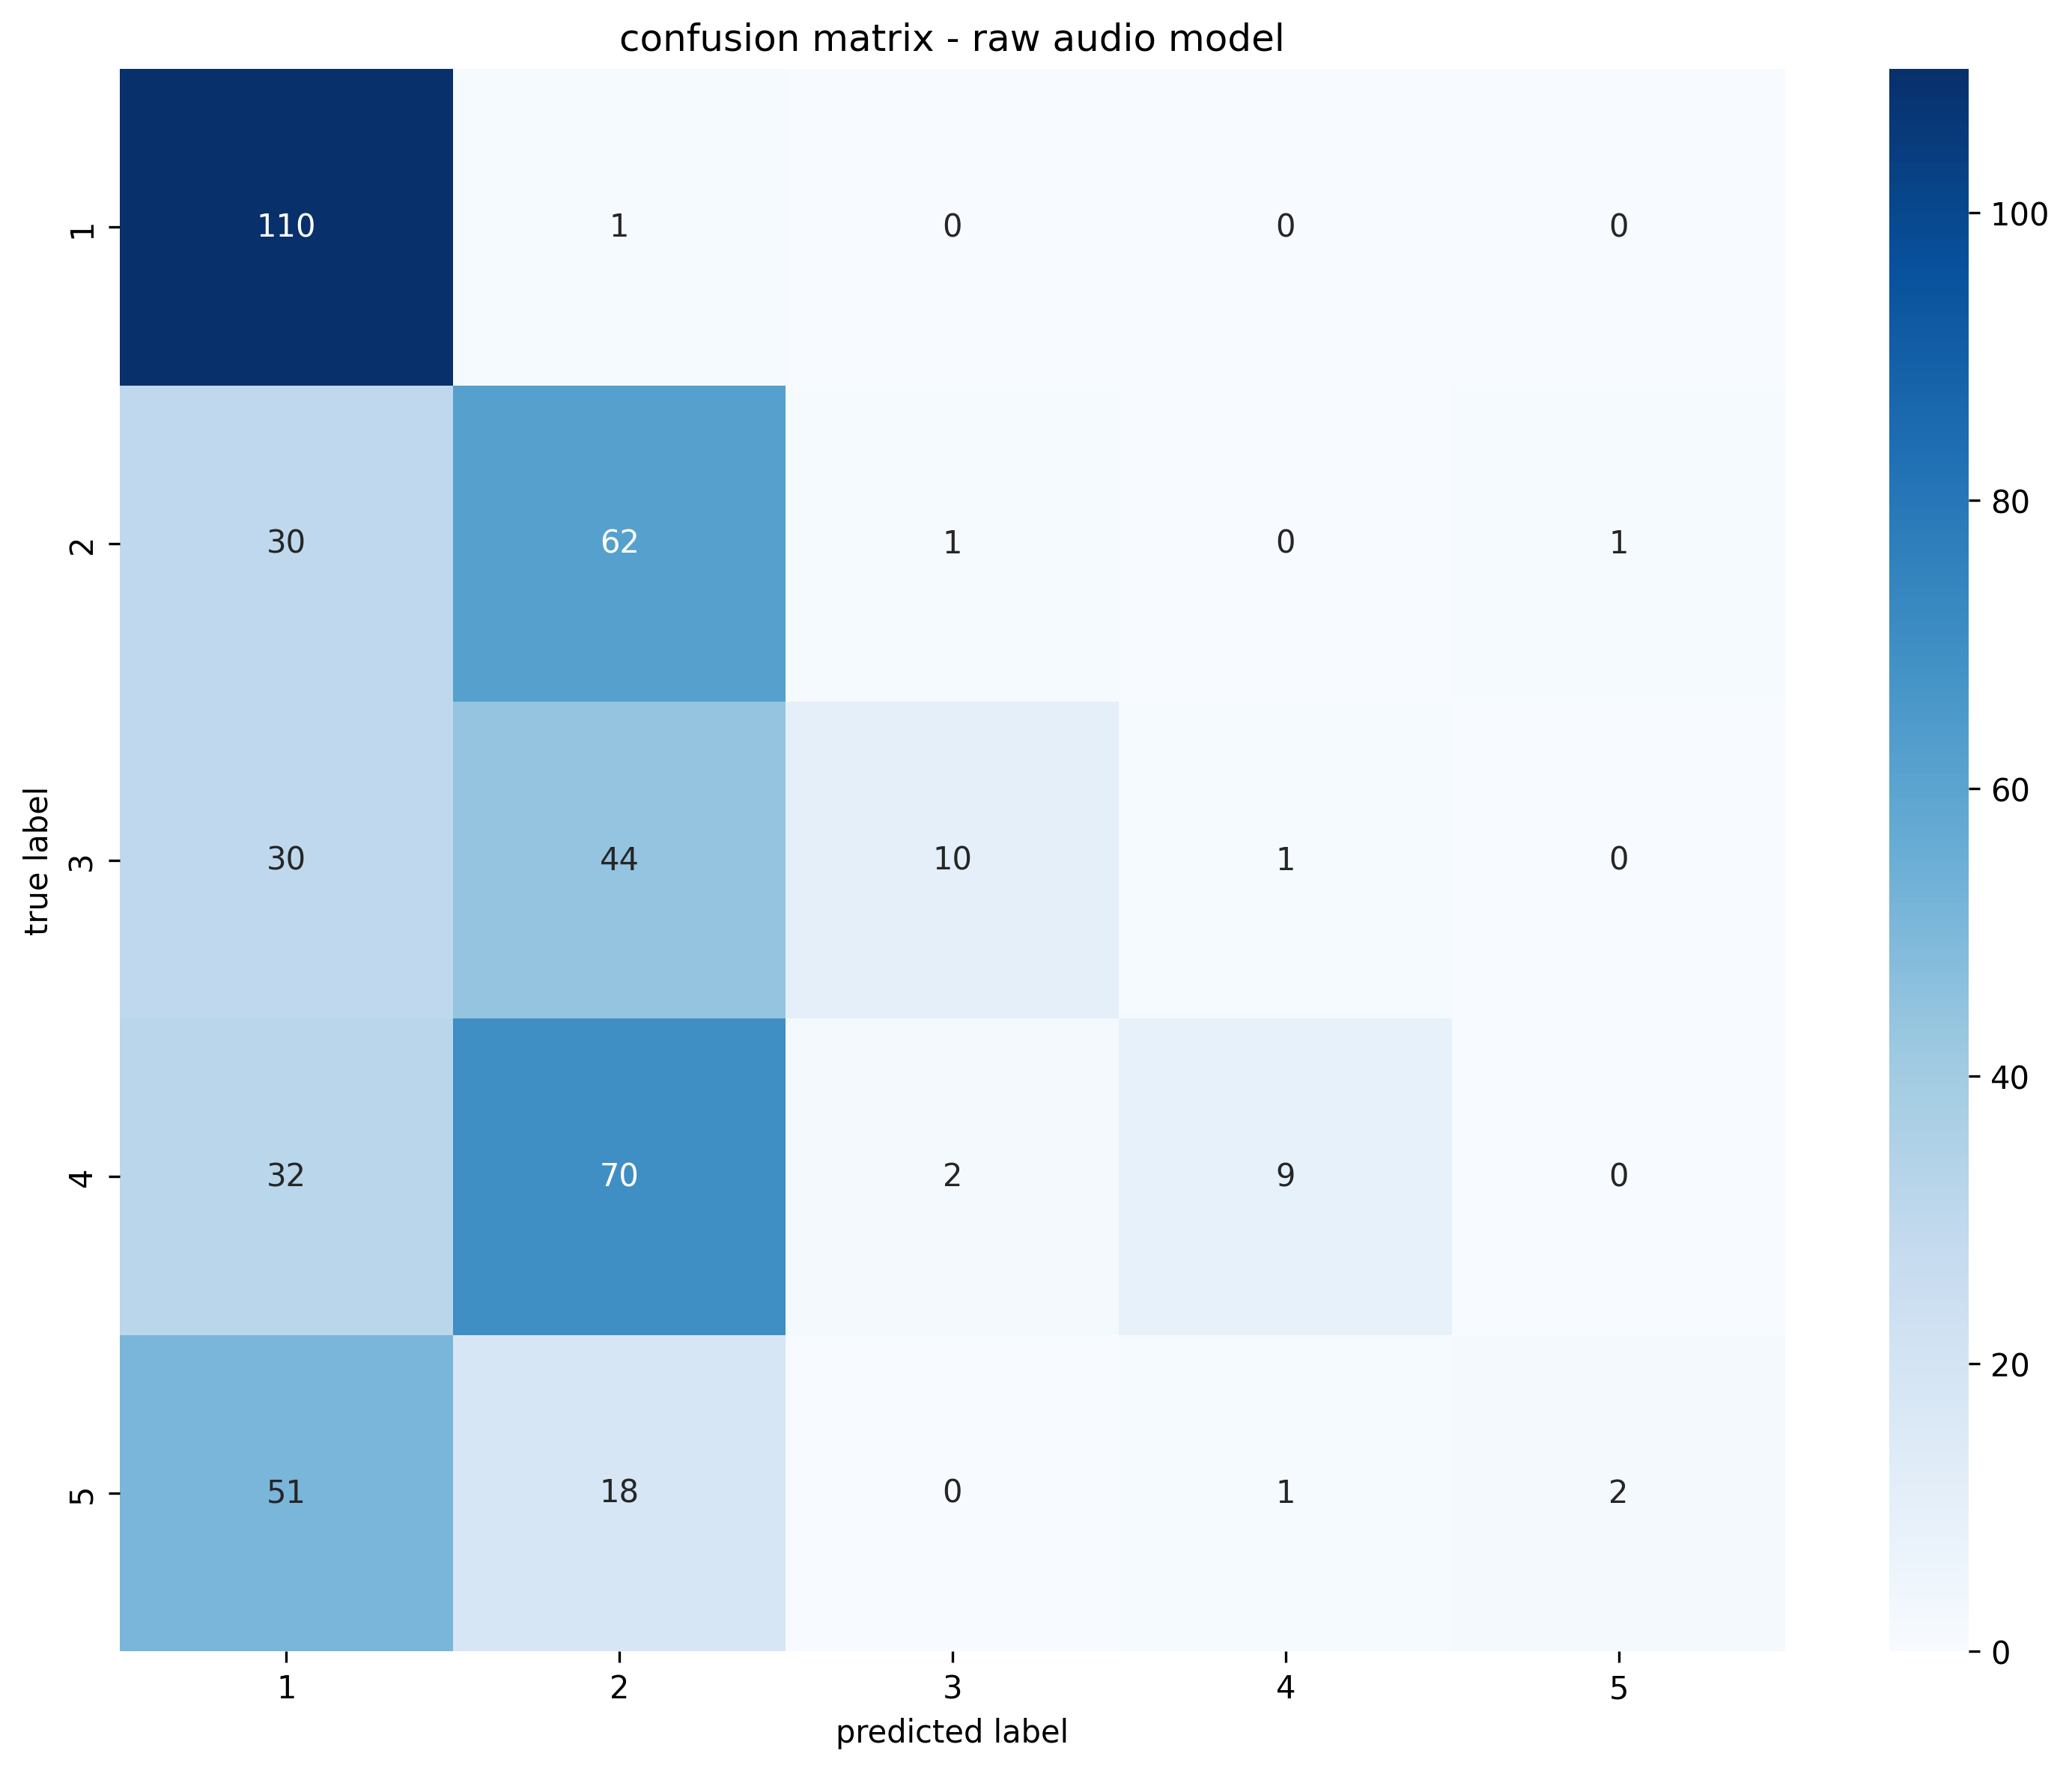 confusion matrix - raw audio model
1 110 1 0 0 0
2 30 62 1 0 1
3 30 44 10 1 0
4 32 70 2 9 0
5 51 18 0 1 2
1 2 3 4 5
true label
predicted label
100
80
60
40
20
0